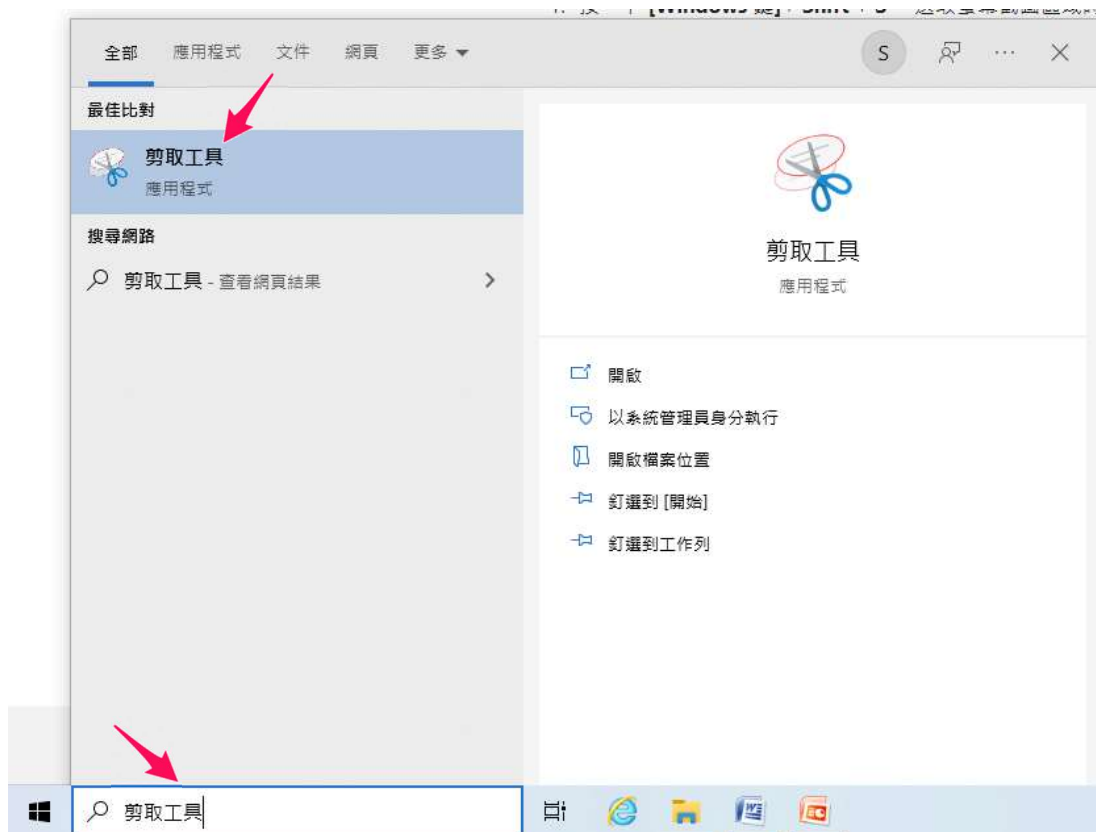 [Windows 鍵] + Shift + S
全部 應用程式 文件 網頁 更多
S
最佳比對
剪取工具
應用程式
搜尋網路
剪取工具 - 查看網頁結果
剪取工具
應用程式
開啟
以系統管理員身分執行
開啟檔案位置
釘選到 [開始]
釘選到工作列
剪取工具